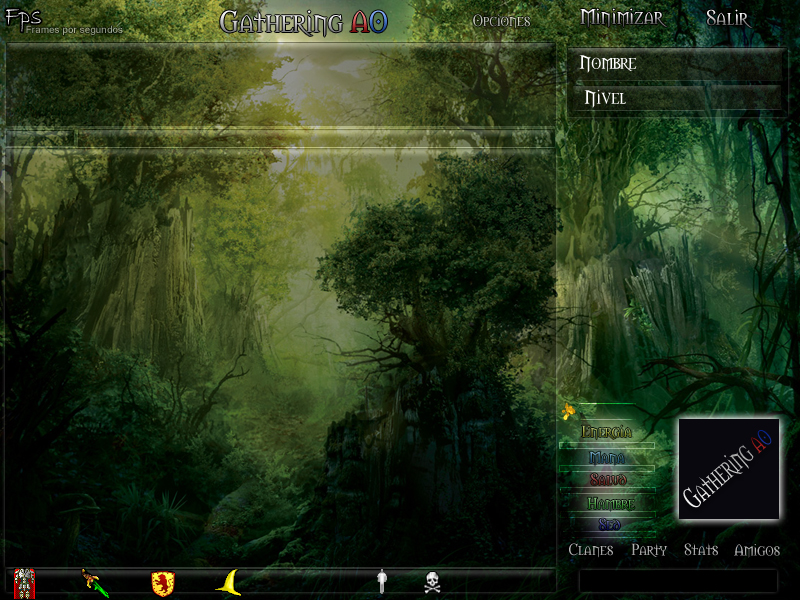 Fps
Frames por segundos
Gathering AO
Opciones
Minimizar
Salir
Nombre
Nivel
Energia
Mana
Salud
Hambre
Sed
Gathering AO
Clanes
Party
Stats
Amigos